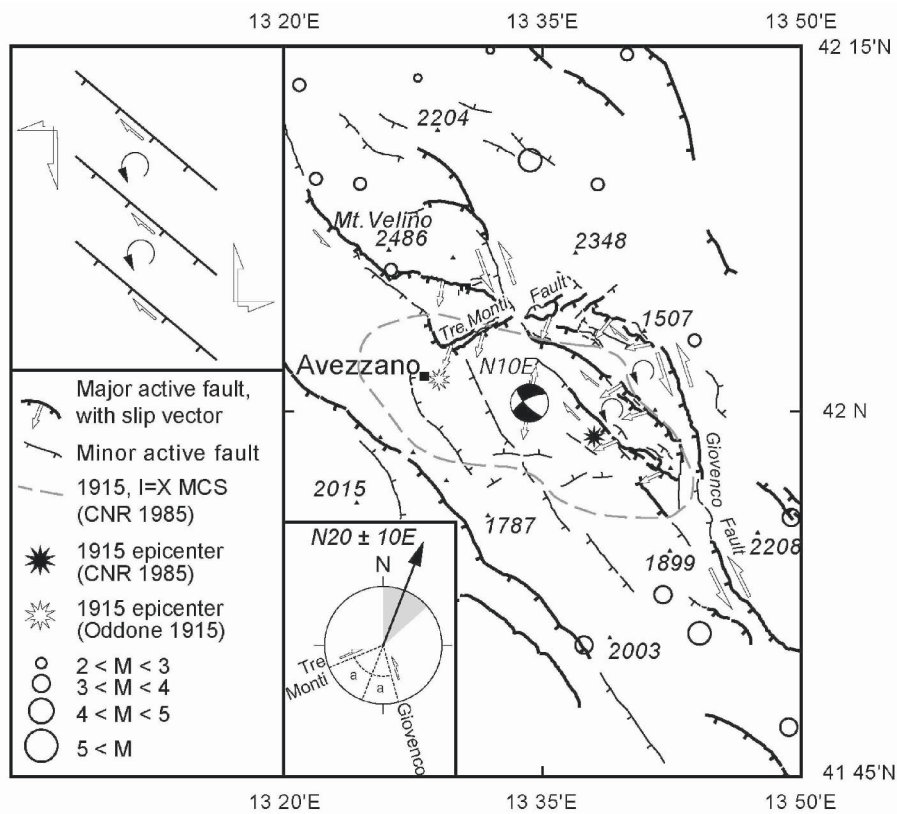 13 20'E 13 35'E 13 50'E
42 15'N
2204
Mt. Velino
2486
2348
Tre Monti Fault
1507
Avezzano
N10E
42 N
Giovenco Fault
2015
1787
1899
2208
2003
Major active fault,
with slip vector
Minor active fault
1915, I=X MCS
(CNR 1985)
1915 epicenter
(CNR 1985)
1915 epicenter
(Oddone 1915)
2 < M < 3
3 < M < 4
4 < M < 5
5 < M
N20 ± 10E
N
Tre
Monti
a
a
Giovenco
41 45'N
13 20'E 13 35'E 13 50'E